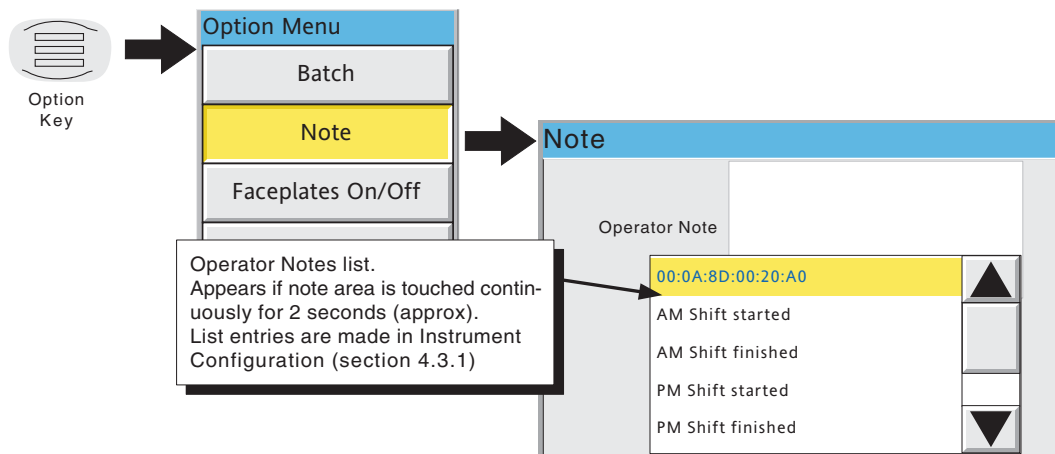 Option
Key
Option Menu
Batch
Note
Faceplates On/Off
Operator Notes list.
Appears if note area is touched contin-
uously for 2 seconds (approx).
List entries are made in Instrument
Configuration (section 4.3.1)
Note
Operator Note
00:0A:8D:00:20:A0
AM Shift started
AM Shift finished
PM Shift started
PM Shift finished